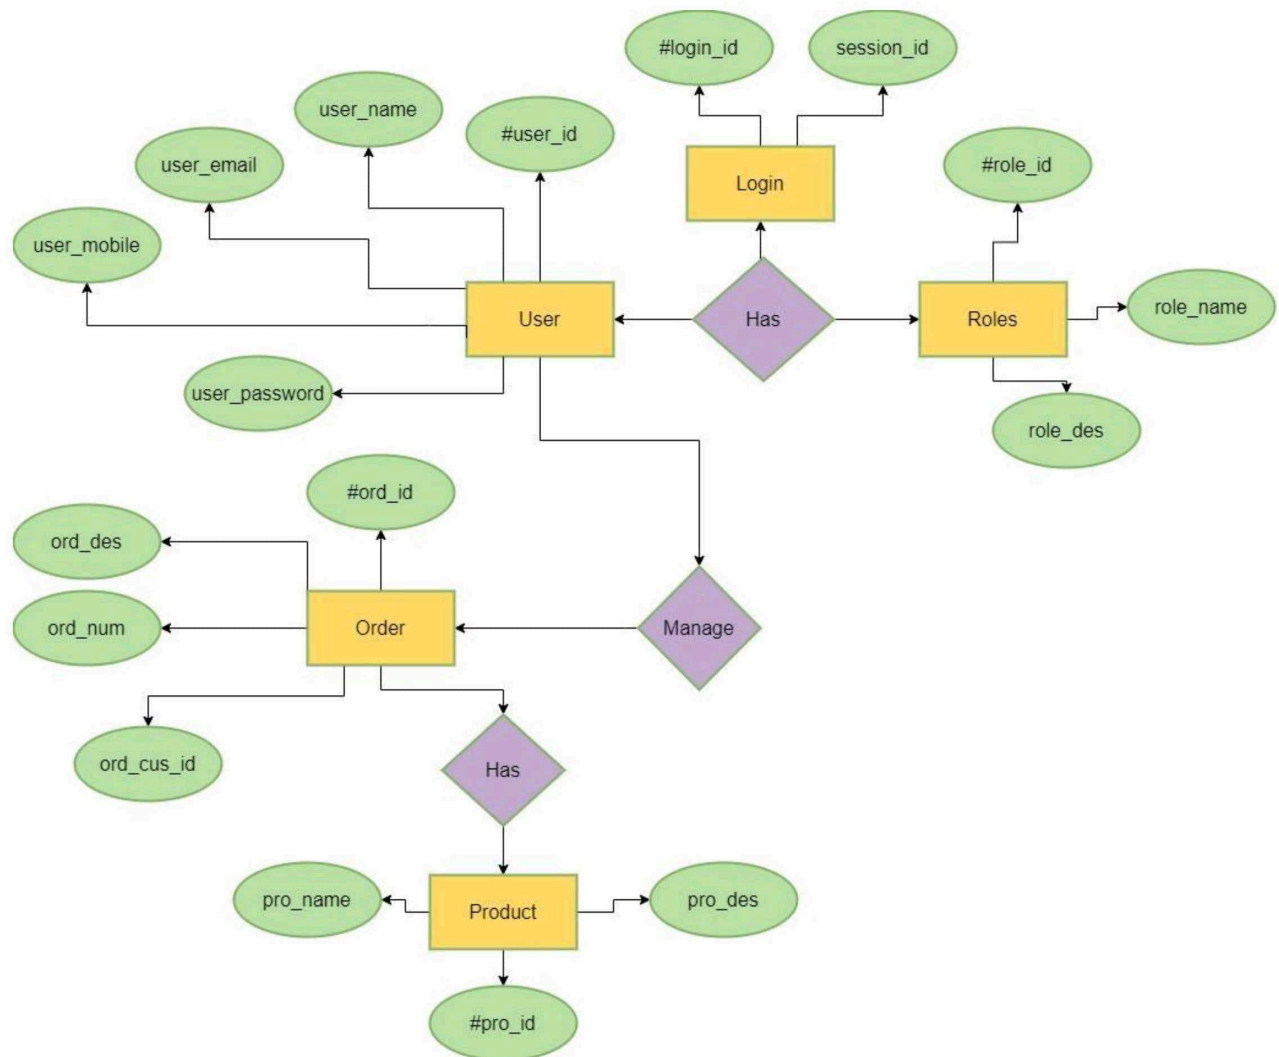 #login_id
session_id
user_name
#user_id
user_email
Login
#role_id
user_mobile
User
Has
Roles
role_name
user_password
role_des
#ord_id
ord_des
ord_num
Order
Manage
ord_cus_id
Has
pro_name
Product
pro_des
#pro_id